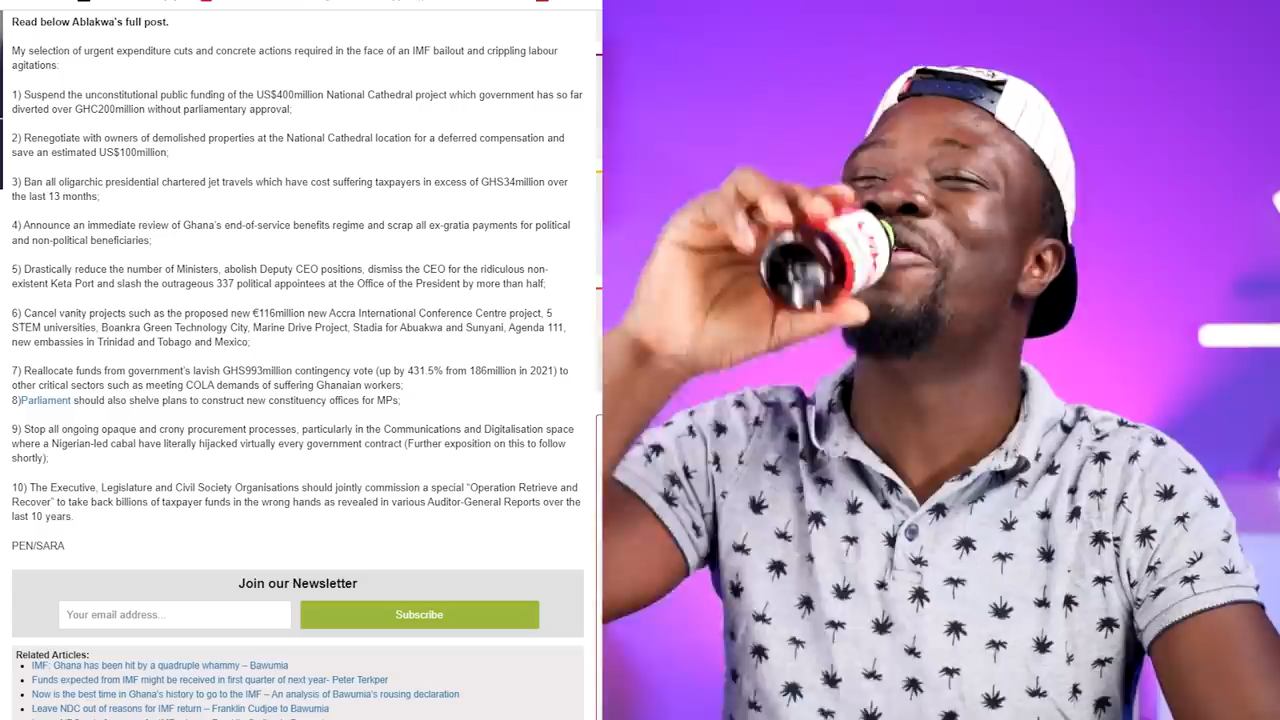 Read below Ablakwa's full post.
My selection of urgent expenditure cuts and concrete actions required in the face of an IMF bailout and crippling labour
agitations:
1) Suspend the unconstitutional public funding of the US$400million National Cathedral project which government has so far
diverted over GHC200million without parliamentary approval;
2) Renegotiate with owners of demolished properties at the National Cathedral location for a deferred compensation and
save an estimated US$100million;
3) Ban all oligarchic presidential chartered jet travels which have cost suffering taxpayers in excess of GHS34million over
the last 13 months;
4) Announce an immediate review of Ghana's end-of-service benefits regime and scrap all ex-gratia payments for political
and non-political beneficiaries;
5) Drastically reduce the number of Ministers, abolish Deputy CEO positions, dismiss the CEO for the ridiculous non-
existent Keta Port and slash the outrageous 337 political appointees at the Office of the President by more than half;
6) Cancel vanity projects such as the proposed new €116million new Accra International Conference Centre project, 5
STEM universities, Boankra Green Technology City, Marine Drive Project, Stadia for Abuakwa and Sunyani, Agenda 111,
new embassies in Trinidad and Tobago and Mexico;
7) Reallocate funds from government's lavish GHS993million contingency vote (up by 431.5% from 186million in 2021) to
other critical sectors such as meeting COLA demands of suffering Ghanaian workers;
8)Parliament should also shelve plans to construct new constituency offices for MPs;
9) Stop all ongoing opaque and crony procurement processes, particularly in the Communications and Digitalisation space
where a Nigerian-led cabal have literally hijacked virtually every government contract (Further exposition on this to follow
shortly);
10) The Executive, Legislature and Civil Society Organisations should jointly commission a special “Operation Retrieve and
Recover” to take back billions of taxpayer funds in the wrong hands as revealed in various Auditor-General Reports over the
last 10 years.
PEN/SARA
Join our Newsletter
Your email address...
Subscribe
Related Articles:
IMF: Ghana has been hit by a quadruple whammy – Bawumia
Funds expected from IMF might be received in first quarter of next year- Peter Terkper
Now is the best time in Ghana's history to go to the IMF – An analysis of Bawumia's rousing declaration
Leave NDC out of reasons for IMF return – Franklin Cudjoe to Bawumia